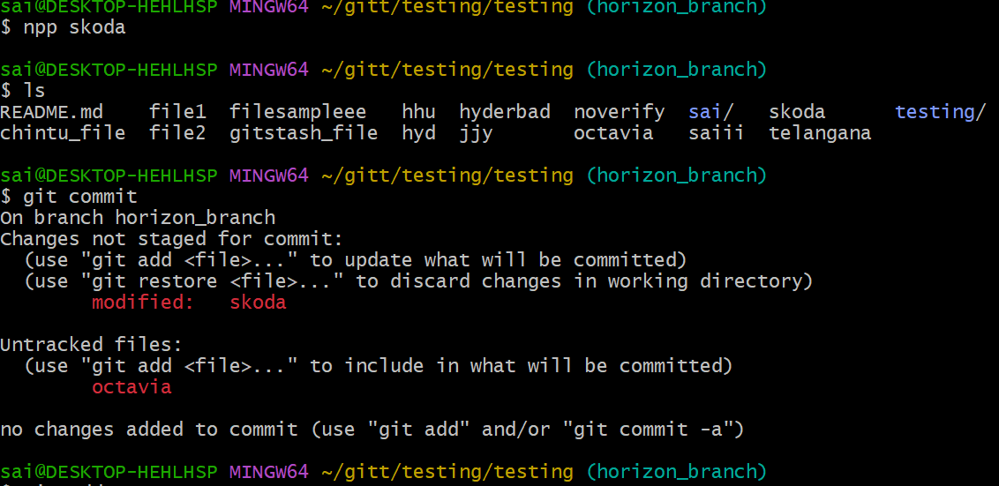 sai@DESKTOP-HEHLHSP MINGW64 ~/gitt/testing/testing (horizon_branch)
$ npp skoda
sai@DESKTOP-HEHLHSP MINGW64 ~/gitt/testing/testing (horizon_branch)
$ ls
README.md    file1  filesampleee   hhu  hyderbad  noverify  sai/   skoda      testing/
chintu_file  file2  gitstash_file  hyd  jjy       octavia   saiii  telangana
sai@DESKTOP-HEHLHSP MINGW64 ~/gitt/testing/testing (horizon_branch)
$ git commit
On branch horizon_branch
Changes not staged for commit:
  (use "git add <file>..." to update what will be committed)
  (use "git restore <file>..." to discard changes in working directory)
        modified:   skoda
Untracked files:
  (use "git add <file>..." to include in what will be committed)
        octavia
no changes added to commit (use "git add" and/or "git commit -a")
sai@DESKTOP-HEHLHSP MINGW64 ~/gitt/testing/testing (horizon_branch)